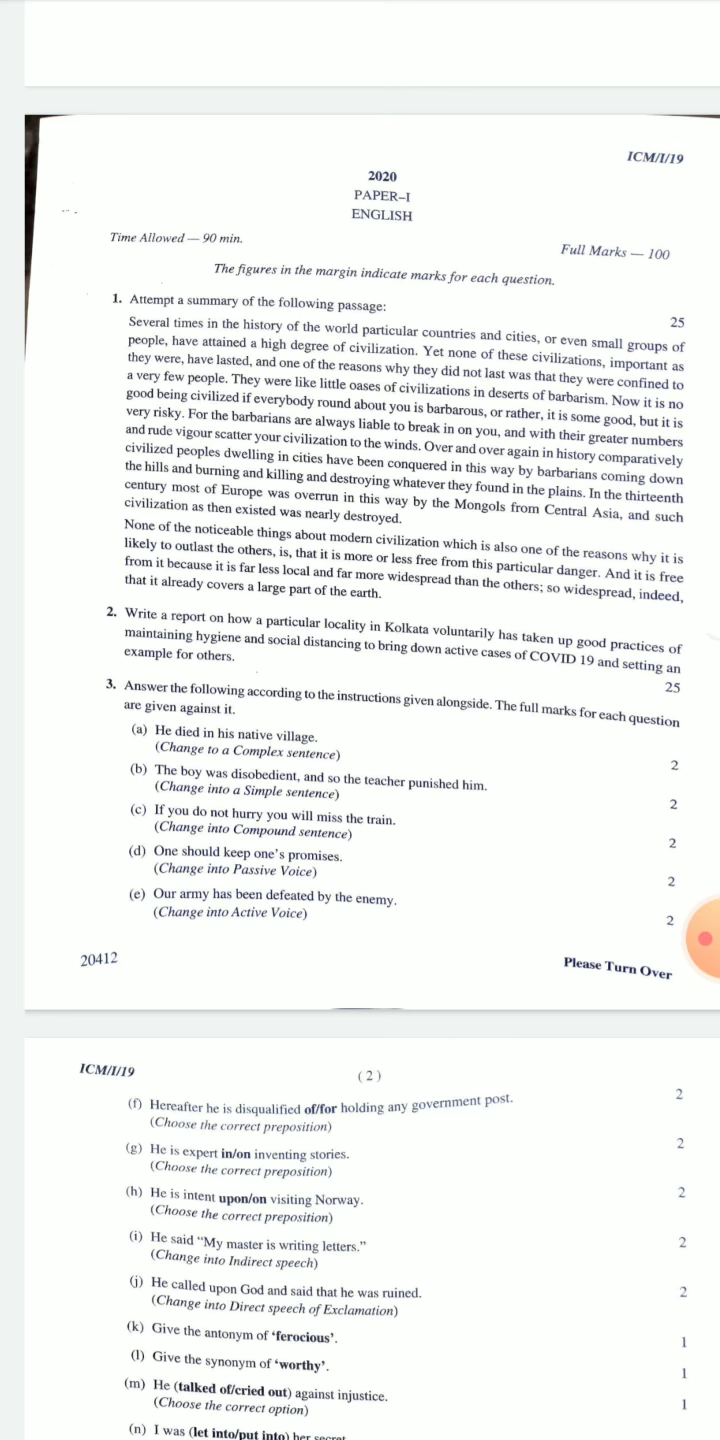 ICM/I/19
2020
PAPER–I
ENGLISH
Time Allowed — 90 min.
Full Marks — 100
The figures in the margin indicate marks for each question.
1. Attempt a summary of the following passage:
25
Several times in the history of the world particular countries and cities, or even small groups of
people, have attained a high degree of civilization. Yet none of these civilizations, important as
they were, have lasted, and one of the reasons why they did not last was that they were confined to
a very few people. They were like little oases of civilizations in deserts of barbarism. Now it is no
good being civilized if everybody round about you is barbarous, or rather, it is some good, but it is
very risky. For the barbarians are always liable to break in on you, and with their greater numbers
and rude vigour scatter your civilization to the winds. Over and over again in history comparatively
civilized peoples dwelling in cities have been conquered in this way by barbarians coming down
the hills and burning and killing and destroying whatever they found in the plains. In the thirteenth
century most of Europe was overrun in this way by the Mongols from Central Asia, and such
civilization as then existed was nearly destroyed.
None of the noticeable things about modern civilization which is also one of the reasons why it is
likely to outlast the others, is, that it is more or less free from this particular danger. And it is free
from it because it is far less local and far more widespread than the others; so widespread, indeed,
that it already covers a large part of the earth.
2. Write a report on how a particular locality in Kolkata voluntarily has taken up good practices of
maintaining hygiene and social distancing to bring down active cases of COVID 19 and setting an
example for others.
25
3. Answer the following according to the instructions given alongside. The full marks for each question
are given against it.
(a) He died in his native village.
(Change to a Complex sentence)
2
(b) The boy was disobedient, and so the teacher punished him.
(Change into a Simple sentence)
2
(c) If you do not hurry you will miss the train.
(Change into Compound sentence)
2
(d) One should keep one's promises.
(Change into Passive Voice)
2
(e) Our army has been defeated by the enemy.
(Change into Active Voice)
2
20412
Please Turn Over
ICM/I/19
( 2 )
(f) Hereafter he is disqualified of/for holding any government post.
2
(Choose the correct preposition)
(g) He is expert in/on inventing stories.
2
(Choose the correct preposition)
(h) He is intent upon/on visiting Norway.
2
(Choose the correct preposition)
(i) He said “My master is writing letters.”
2
(Change into Indirect speech)
(j) He called upon God and said that he was ruined.
2
(Change into Direct speech of Exclamation)
(k) Give the antonym of ‘ferocious’.
1
(l) Give the synonym of ‘worthy’.
1
(m) He (talked of/cried out) against injustice.
1
(Choose the correct option)
(n) I was (let into/put into) her secret